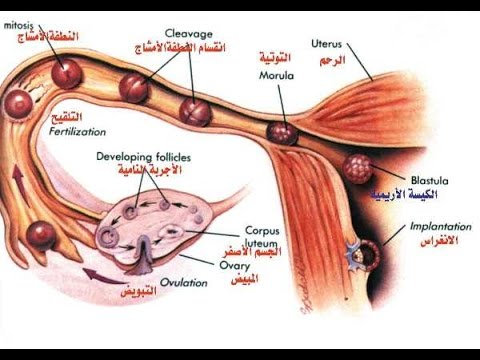 mitosis
النطفة الأمشاج
Cleavage
انقسام النطفة الأمشاج
التوتية
Morula
Uterus
الرحم
التلقيح
Fertilization
Developing follicles
الأجربة النامية
Blastula
الكيسة الأريمية
Corpus
luteum
الجسم الأصفر
Ovary
المبيض
Implantation
الانغراس
Ovulation
التبويض